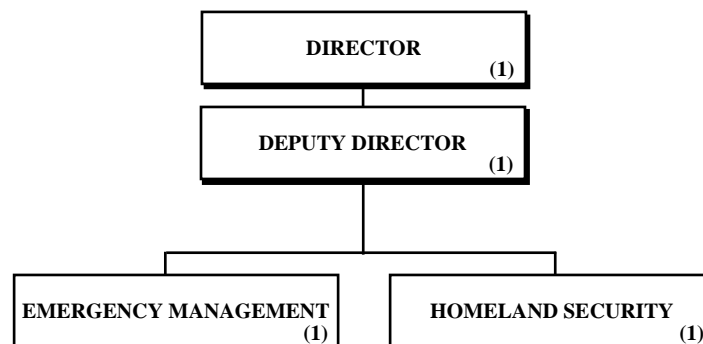 DIRECTOR
(1)
DEPUTY DIRECTOR
(1)
EMERGENCY MANAGEMENT
(1)
HOMELAND SECURITY
(1)